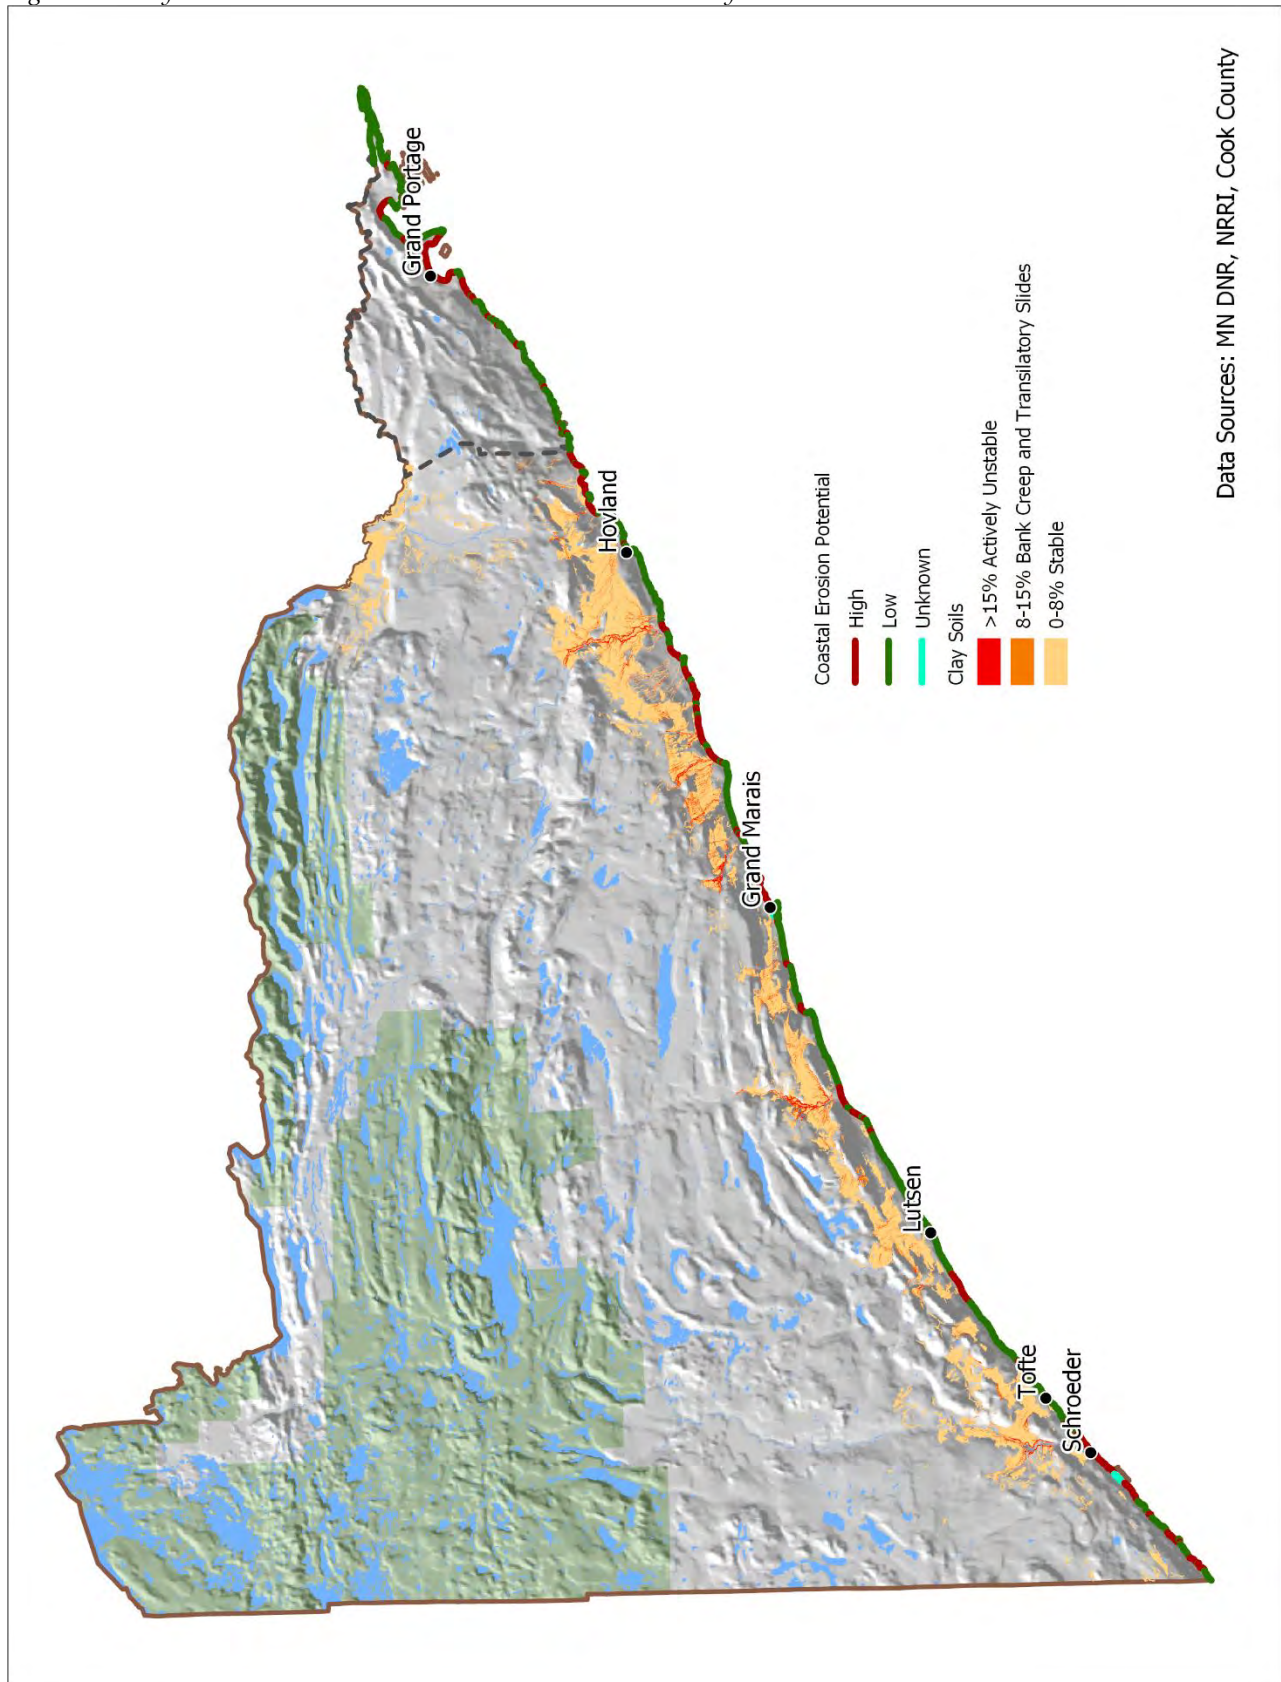 Grand Portage
Hovland
Grand Marais
Lutsen
Tofte
Schroeder
Coastal Erosion Potential
High
Low
Unknown
Clay Soils
>15% Actively Unstable
8-15% Bank Creep and Transilatory Slides
0-8% Stable
Data Sources: MN DNR, NRRI, Cook County